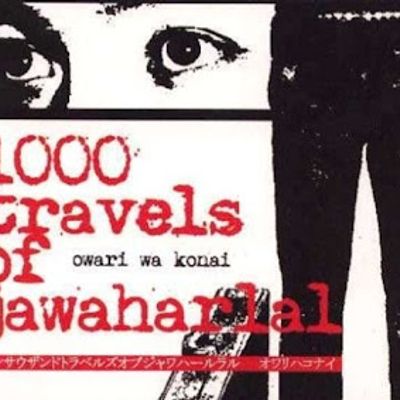 1000
travels
of owari wa konai
jawaharlal
サウザンドトラベルズオブジャワハールラル オワリハコナイ